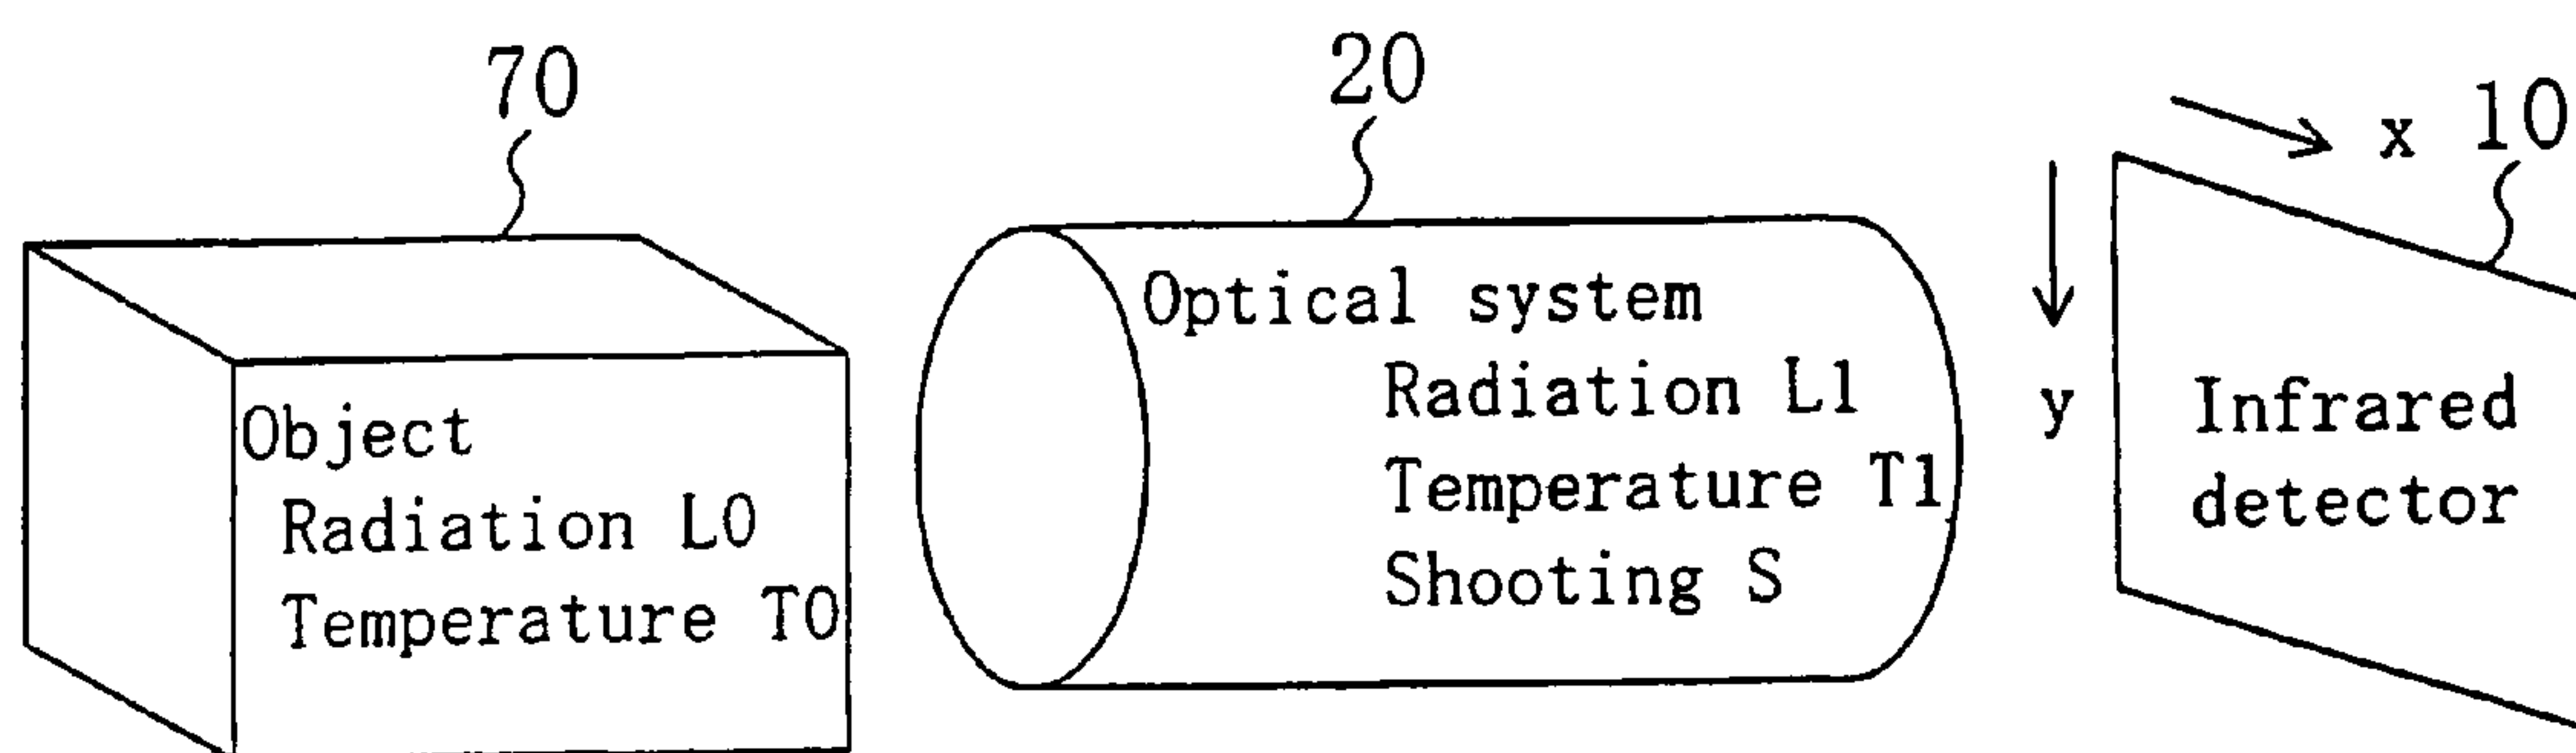 70
20
x
10
y
Object
Radiation L0
Temperature T0
Optical system
Radiation L1
Temperature T1
Shooting S
Infrared
detector